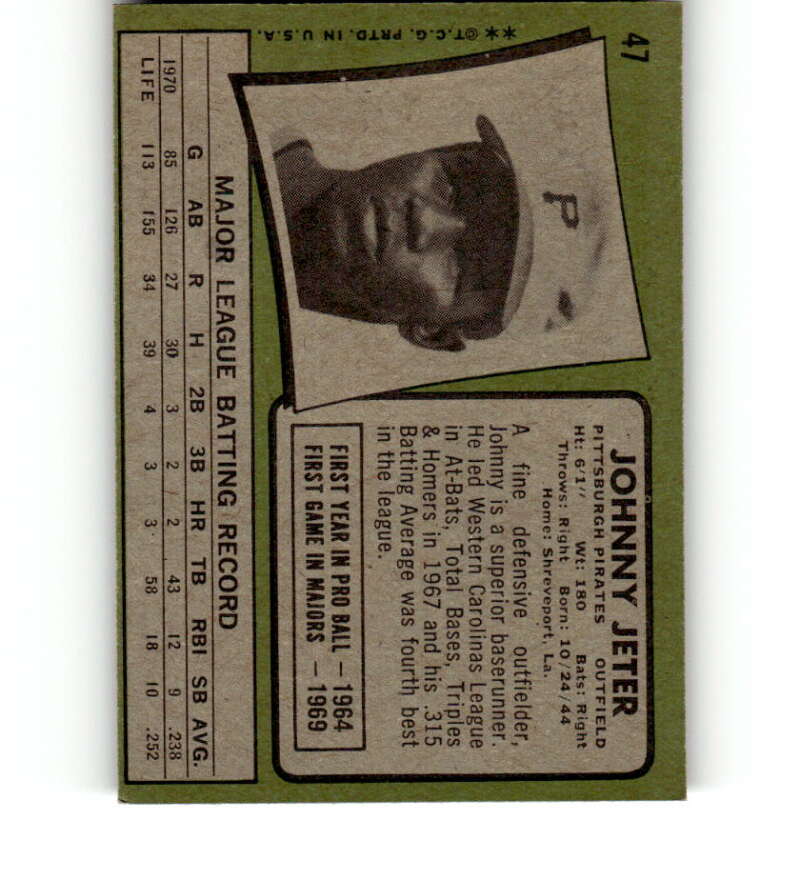 47
**©T.C.G. PRTD. IN U.S.A.
P
JOHNNY JETER
PITTSBURGH PIRATES OUTFIELD
Ht: 6'1" Wt: 180 Bats: Right
Throws: Right Born: 10/24/44
Home: Shreveport, La.
A fine defensive outfielder,
Johnny is a superior baserunner.
He led Western Carolinas League
in At-Bats, Total Bases, Triples
& Homers in 1967 and his .315
Batting Average was fourth best
in the league.
FIRST YEAR IN PRO BALL — 1964
FIRST GAME IN MAJORS — 1969
MAJOR LEAGUE BATTING RECORD
G AB R H 2B 3B HR TB RBI SB AVG.
1970 85 126 27 30 3 2 2 43 12 9 .238
LIFE 113 155 34 39 4 3 3 58 18 10 .252